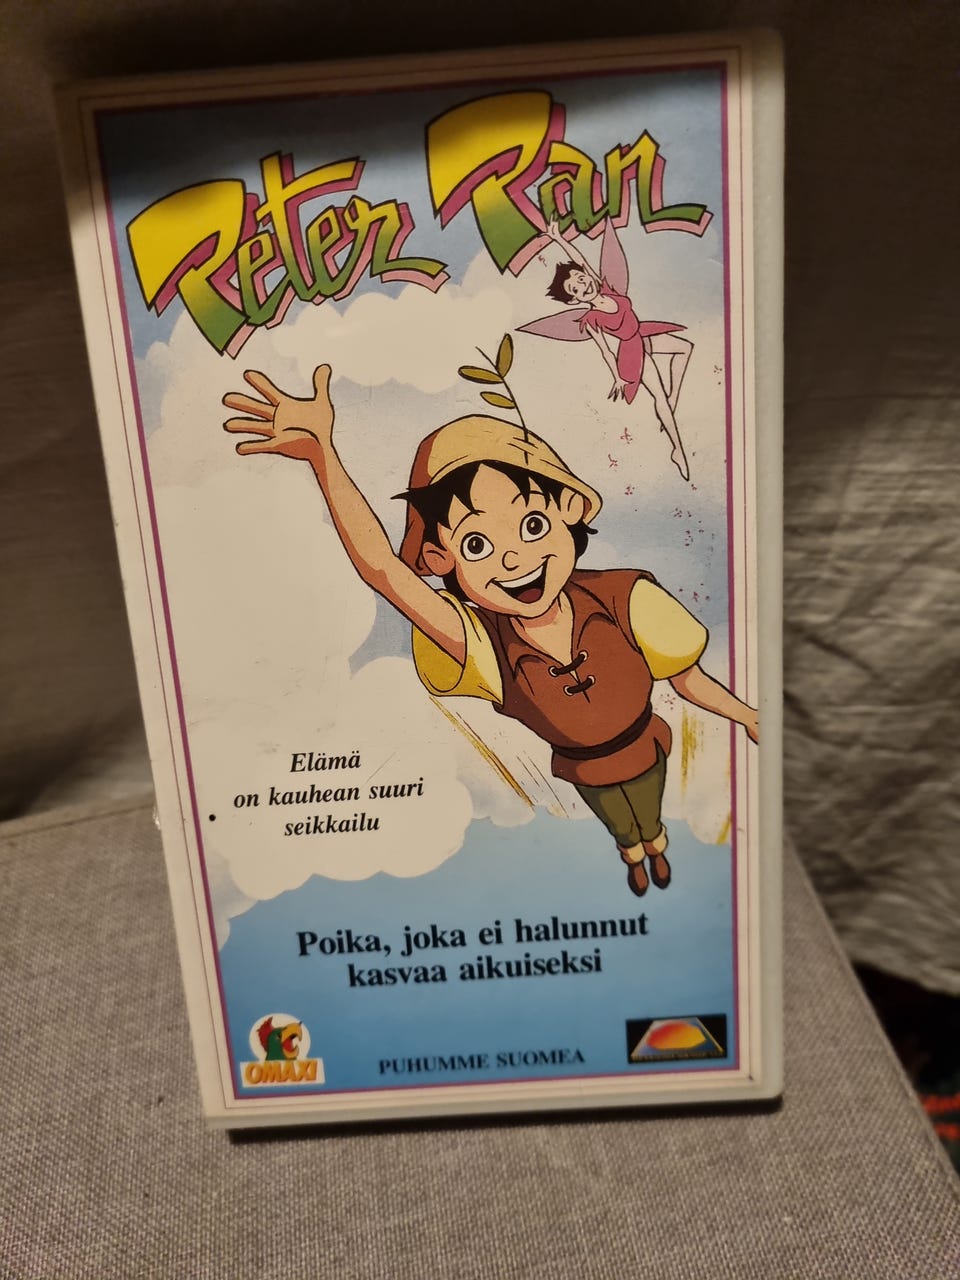 Peter Pan
Elämä
on kauhean suuri
seikkailu
Poika, joka ei halunnut
kasvaa aikuiseksi
OMAXI
PUHUMME SUOMEA